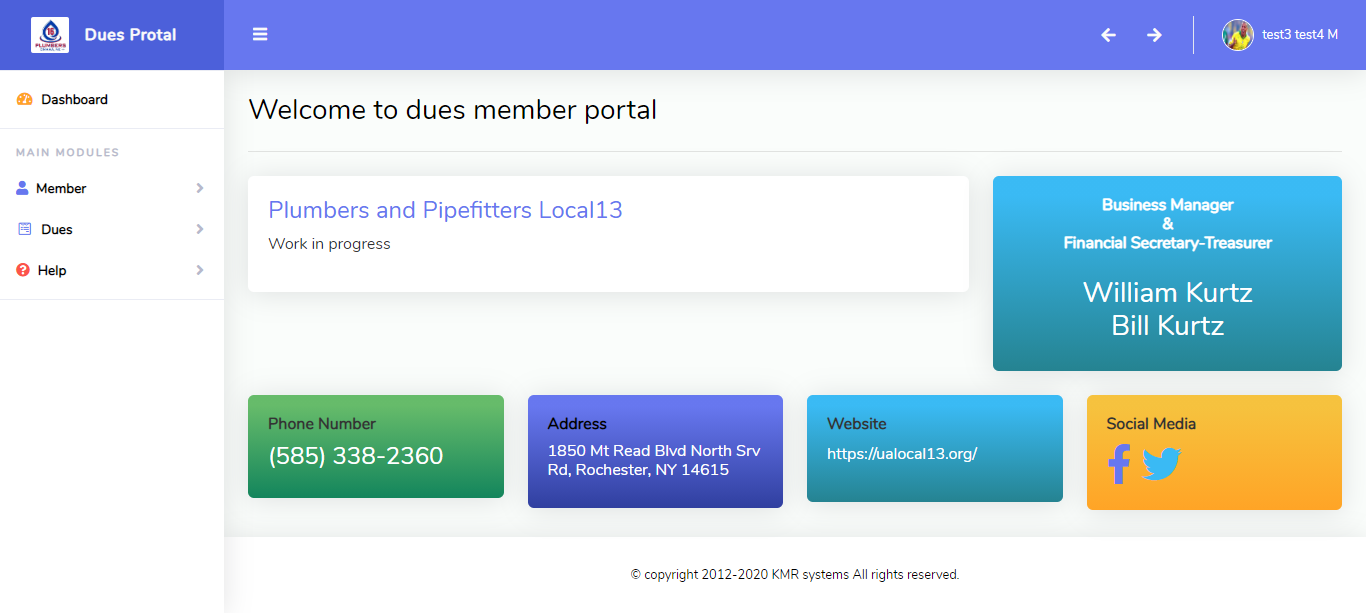 16
PLUMBERS
Dues Protal
test3 test4 M
Dashboard
MAIN MODULES
Member
Dues
Help
Welcome to dues member portal
Plumbers and Pipefitters Local13
Work in progress
Business Manager
&
Financial Secretary-Treasurer
William Kurtz
Bill Kurtz
Phone Number
(585) 338-2360
Address
1850 Mt Read Blvd North Srv
Rd, Rochester, NY 14615
Website
https://ualocal13.org/
Social Media
© copyright 2012-2020 KMR systems All rights reserved.